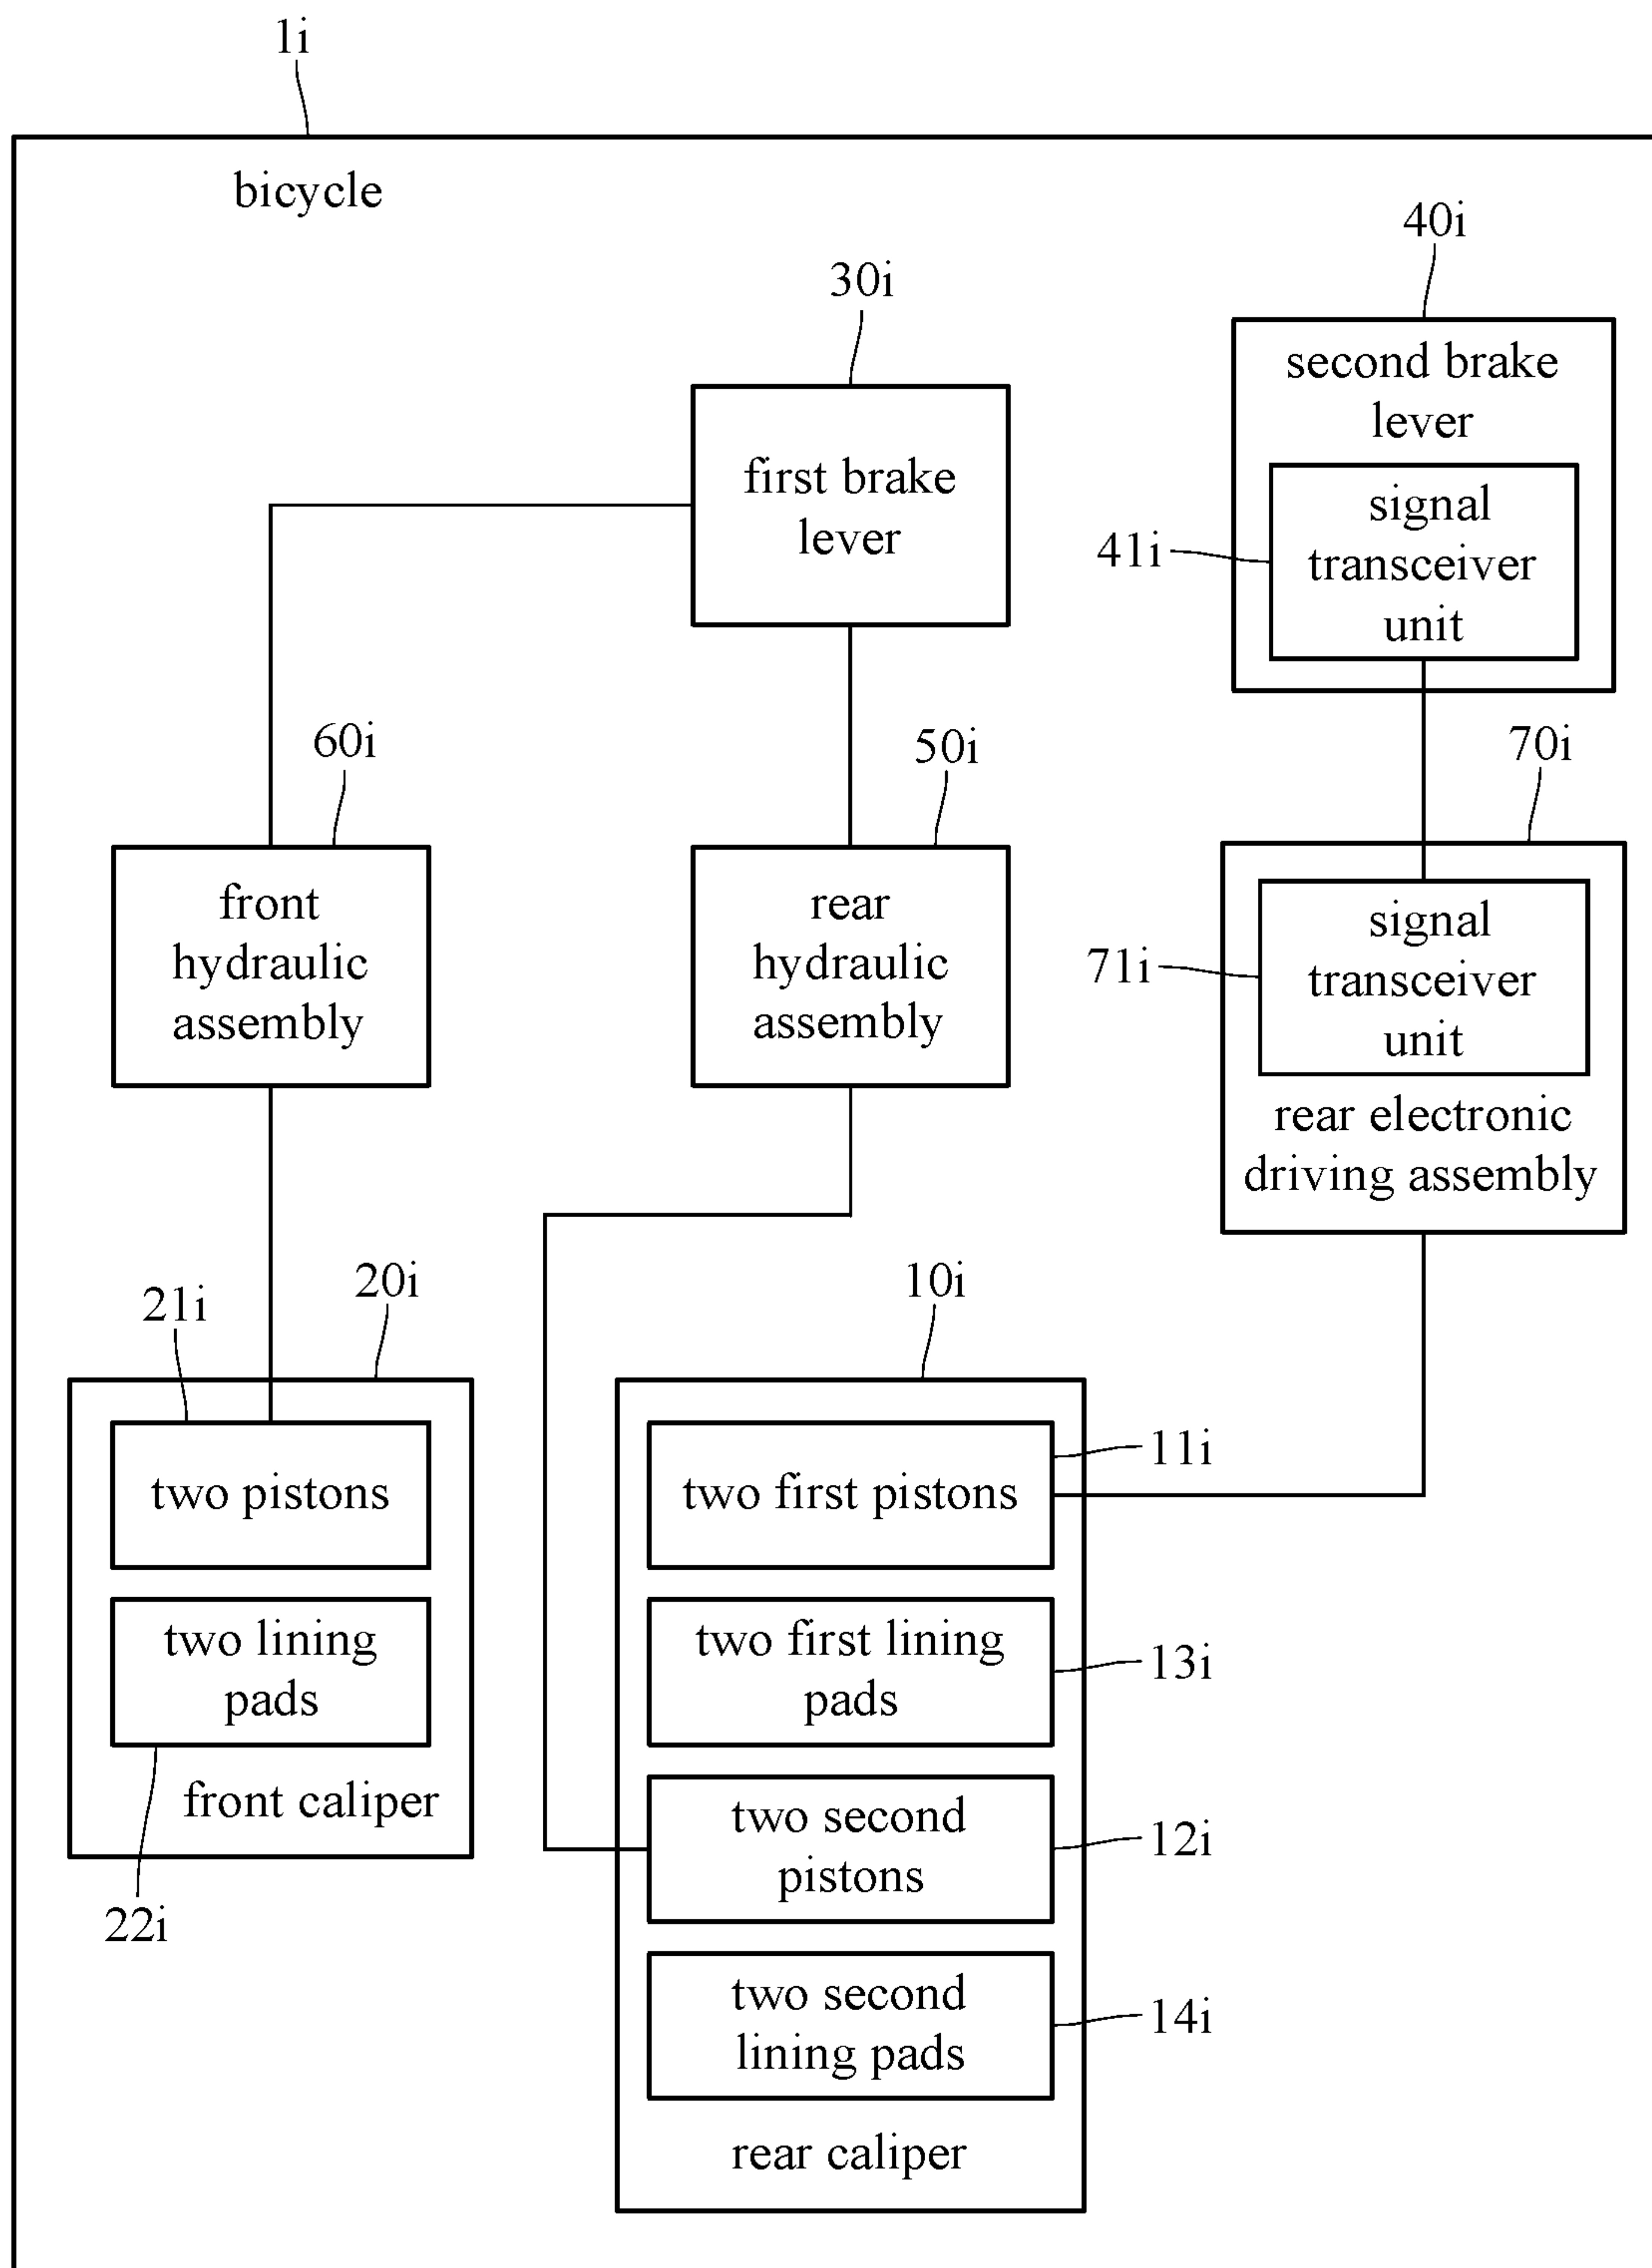 1i
bicycle
40i
30i
second brake
lever
first brake
lever
signal
transceiver
unit
41i
60i
50i
70i
front
hydraulic
assembly
rear
hydraulic
assembly
signal
transceiver
unit
71i
rear electronic
driving assembly
21i
20i
10i
two pistons
two first pistons
11i
two lining
pads
two first lining
pads
13i
front caliper
22i
two second
pistons
12i
two second
lining pads
14i
rear caliper